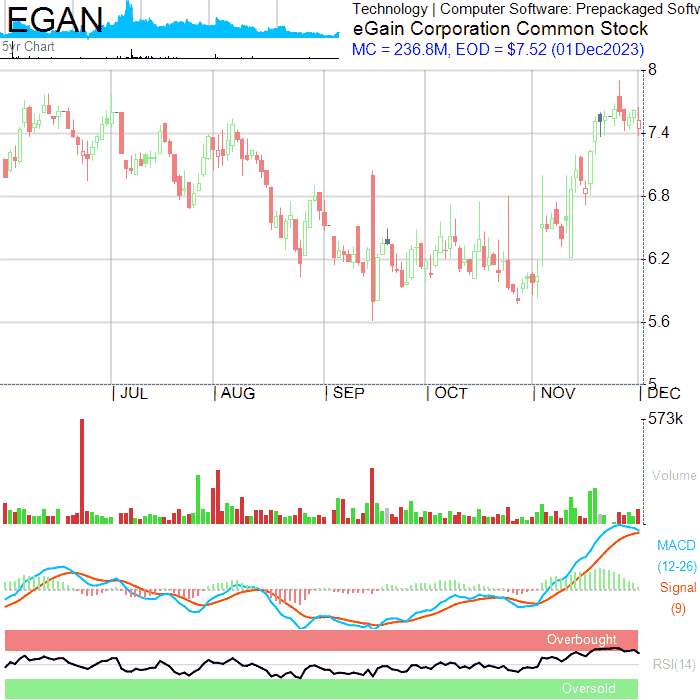 EGAN
Technology | Computer Software: Prepackaged Softw
eGain Corporation Common Stock
5yr Chart
MC = 236.8M, EOD = $7.52 (01Dec2023)
8
7.4
6.8
6.2
5.6
5
JUL
AUG
SEP
OCT
NOV
DEC
573k
Volume
MACD
(12-26)
Signal
(9)
Overbought
RSI(14)
Oversold